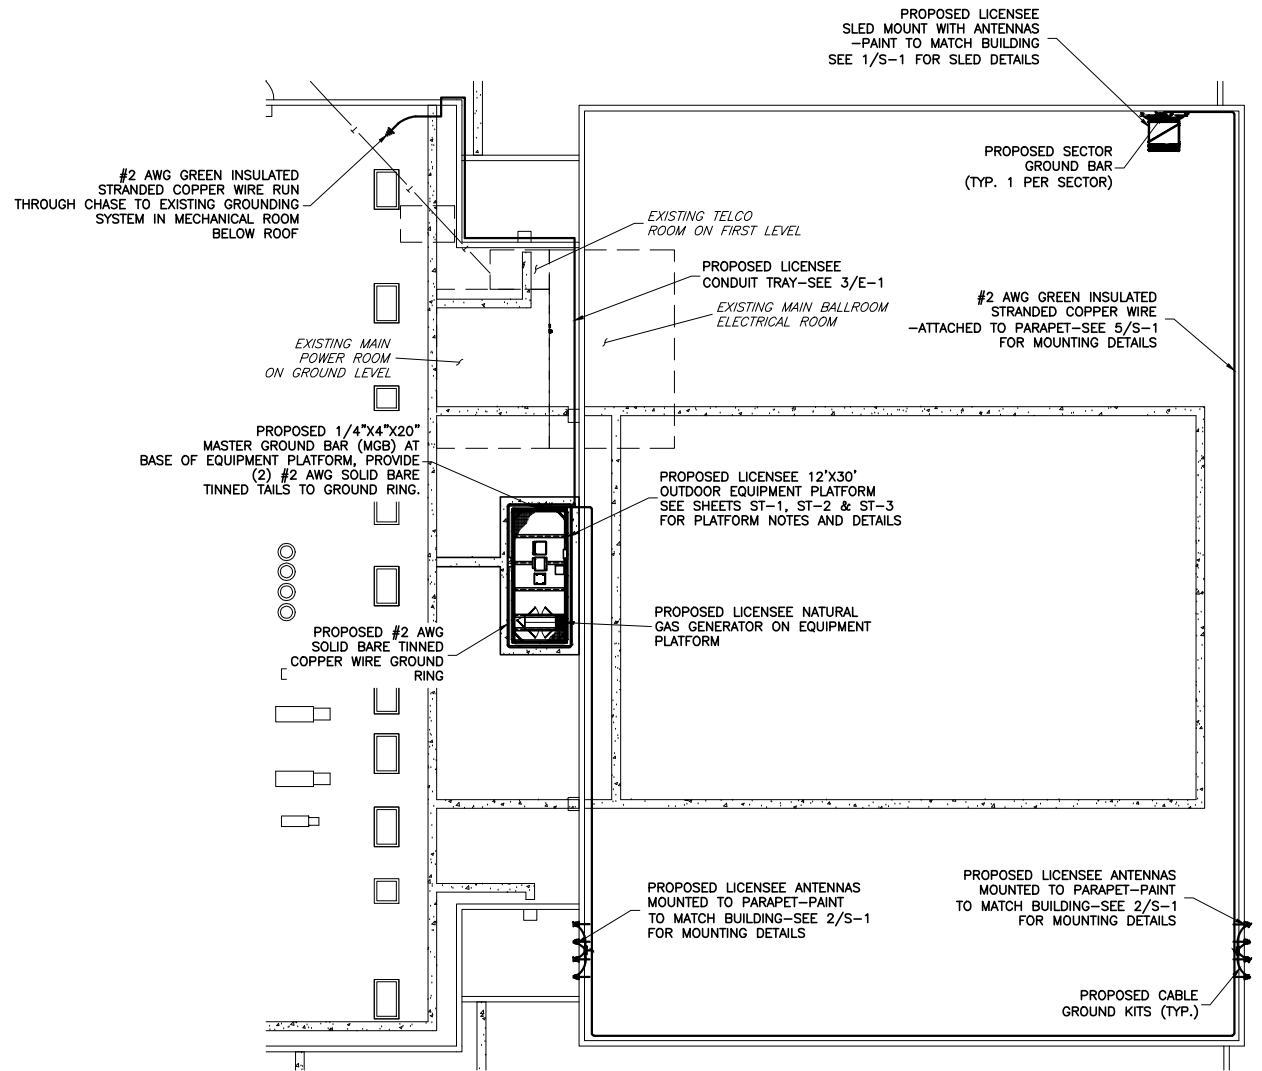 PROPOSED LICENSEE
SLED MOUNT WITH ANTENNAS
-PAINT TO MATCH BUILDING
SEE 1/S-1 FOR SLED DETAILS
PROPOSED SECTOR
GROUND BAR
(TYP. 1 PER SECTOR)
#2 AWG GREEN INSULATED
STRANDED COPPER WIRE RUN
THROUGH CHASE TO EXISTING GROUNDING
SYSTEM IN MECHANICAL ROOM
BELOW ROOF
EXISTING TELCO
ROOM ON FIRST LEVEL
PROPOSED LICENSEE
CONDUIT TRAY-SEE 3/E-1
EXISTING MAIN BALLROOM
ELECTRICAL ROOM
#2 AWG GREEN INSULATED
STRANDED COPPER WIRE
-ATTACHED TO PARAPET-SEE 5/S-1
FOR MOUNTING DETAILS
EXISTING MAIN
POWER ROOM
ON GROUND LEVEL
PROPOSED 1/4"X4"X20"
MASTER GROUND BAR (MGB) AT
BASE OF EQUIPMENT PLATFORM, PROVIDE
(2) #2 AWG SOLID BARE
TINNED TAILS TO GROUND RING.
PROPOSED LICENSEE 12'X30'
OUTDOOR EQUIPMENT PLATFORM
SEE SHEETS ST-1, ST-2 & ST-3
FOR PLATFORM NOTES AND DETAILS
PROPOSED LICENSEE NATURAL
GAS GENERATOR ON EQUIPMENT
PLATFORM
PROPOSED #2 AWG
SOLID BARE TINNED
COPPER WIRE GROUND
RING
PROPOSED LICENSEE ANTENNAS
MOUNTED TO PARAPET-PAINT
TO MATCH BUILDING-SEE 2/S-1
FOR MOUNTING DETAILS
PROPOSED LICENSEE ANTENNAS
MOUNTED TO PARAPET-PAINT
TO MATCH BUILDING-SEE 2/S-1
FOR MOUNTING DETAILS
PROPOSED CABLE
GROUND KITS (TYP.)